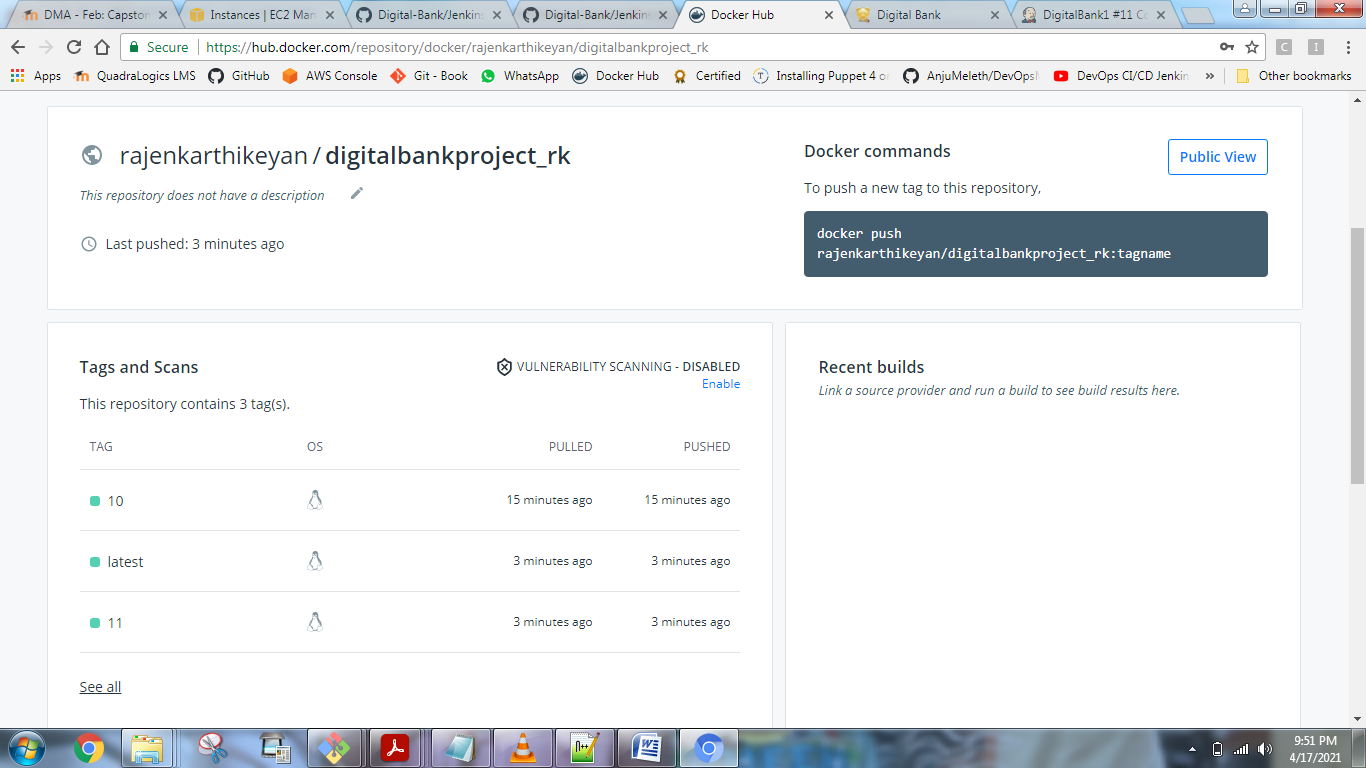 DMA - Feb: Capston
Instances | EC2 Man
Digital-Bank/Jenkins
Digital-Bank/Jenkins
Docker Hub
Digital Bank
DigitalBank1 #11 Co
Secure
https://hub.docker.com/repository/docker/rajenkarthikeyan/digitalbankproject_rk
C
I
Apps
QuadraLogics LMS
GitHub
AWS Console
Git - Book
WhatsApp
Docker Hub
Certified
Installing Puppet 4 o
AnjuMeleth/DevOps
DevOps CI/CD Jenkin
»
Other bookmarks
rajenkarthikeyan / digitalbankproject_rk
This repository does not have a description
Last pushed: 3 minutes ago
Docker commands
Public View
To push a new tag to this repository,
docker push
rajenkarthikeyan/digitalbankproject_rk:tagname
Tags and Scans
VULNERABILITY SCANNING - DISABLED
Enable
This repository contains 3 tag(s).
TAG OS PULLED PUSHED
10 15 minutes ago 15 minutes ago
latest 3 minutes ago 3 minutes ago
11 3 minutes ago 3 minutes ago
See all
Recent builds
Link a source provider and run a build to see build results here.
9:51 PM
4/17/2021